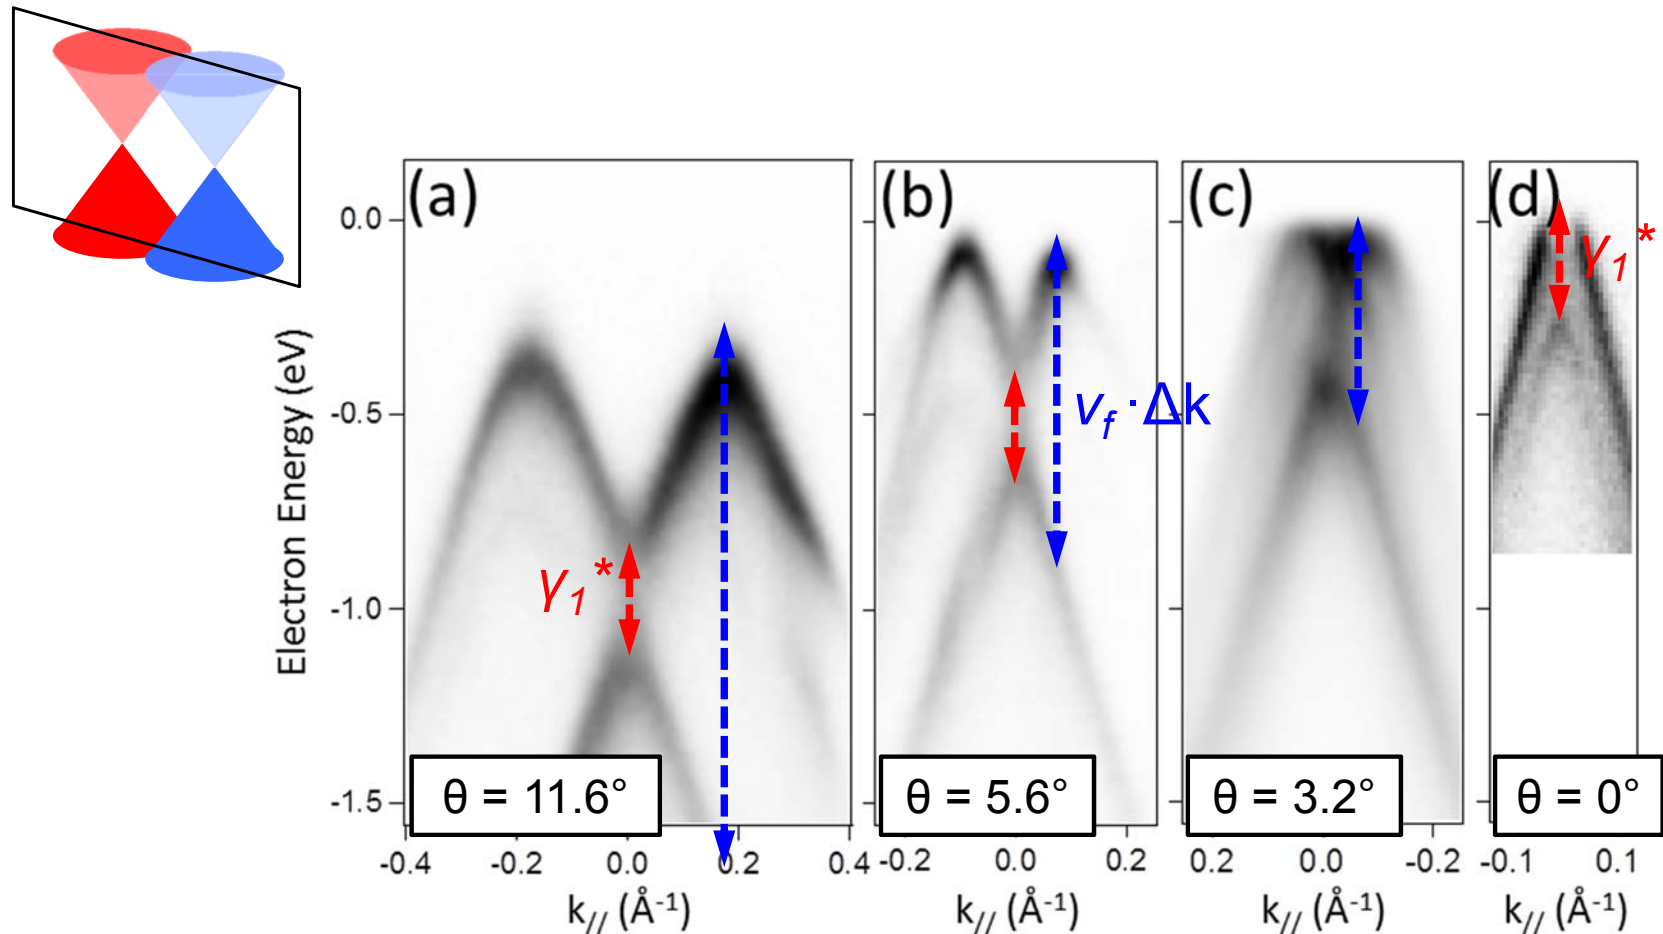 (a)
(b)
(c)
(d)
Electron Energy (eV)
0.0
-0.5
-1.0
-1.5
γ₁*
v_f · Δk
γ₁*
θ = 11.6°
θ = 5.6°
θ = 3.2°
θ = 0°
-0.4 -0.2 0.0 0.2 0.4
-0.2 0.0 0.2
0.2 0.0 -0.2
-0.1 0.1
k// (Å⁻¹)
k// (Å⁻¹)
k// (Å⁻¹)
k// (Å⁻¹)